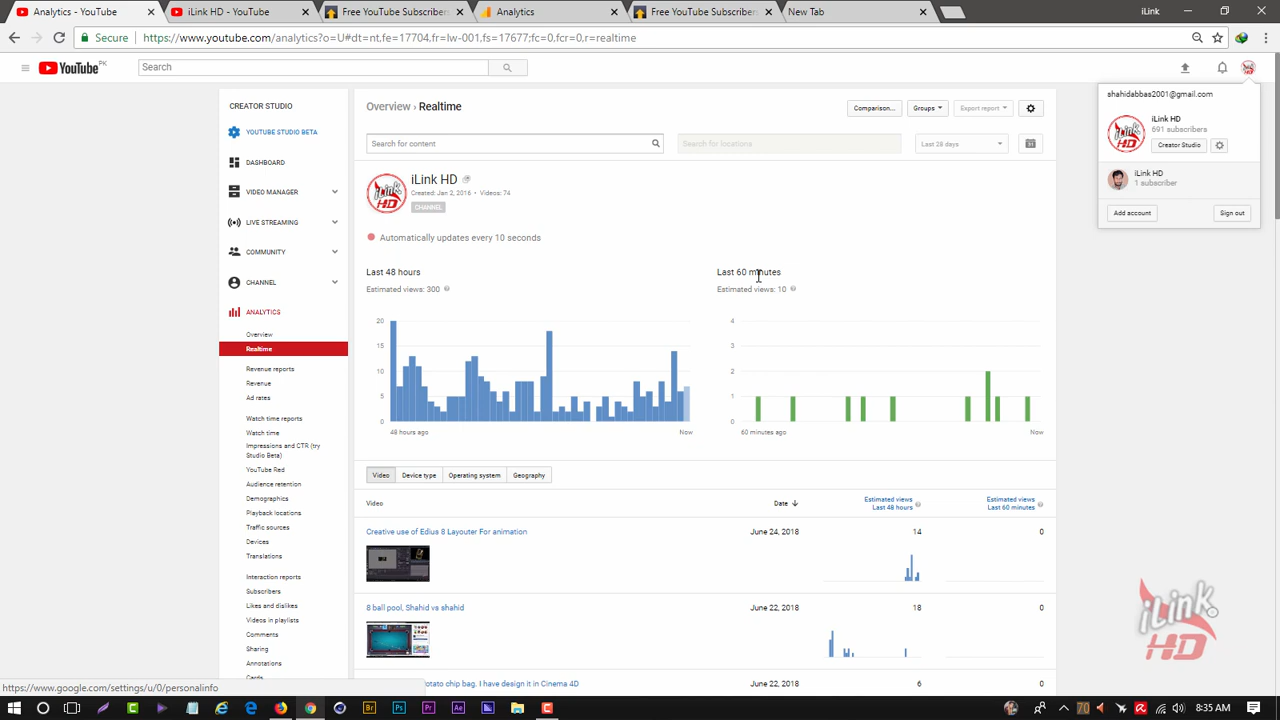 Analytics - YouTube
iLink HD - YouTube
Free YouTube Subscribers
Analytics
Free YouTube Subscribers
New Tab
iLink
Secure
https://www.youtube.com/analytics?o=U#dt=nt,fe=17704,fr=lw-001,fs=17677;fc=0,fcr=0,r=realtime
YouTube PK
Search
CREATOR STUDIO
YOUTUBE STUDIO BETA
DASHBOARD
VIDEO MANAGER
LIVE STREAMING
COMMUNITY
CHANNEL
ANALYTICS
Overview
Realtime
Revenue reports
Revenue
Ad rates
Watch time reports
Watch time
Impressions and CTR (try
Studio Beta)
YouTube Red
Audience retention
Demographics
Playback locations
Traffic sources
Devices
Translations
Interaction reports
Subscribers
Likes and dislikes
Videos in playlists
Comments
Sharing
Annotations
Cards
Overview › Realtime
Comparison...
Groups
Export report
Search for content
Search for locations
Last 28 days
iLink HD
Created: Jan 2, 2016 • Videos: 74
CHANNEL
Automatically updates every 10 seconds
Last 48 hours
Estimated views: 300
20
15
10
5
0
48 hours ago
Now
Last 60 minutes
Estimated views: 10
4
3
2
1
0
60 minutes ago
Now
Video
Device type
Operating system
Geography
Video
Date
Estimated views
Last 48 hours
Estimated views
Last 60 minutes
Creative use of Edius 8 Layouter For animation
June 24, 2018
14
0
8 ball pool, Shahid vs shahid
June 22, 2018
18
0
otato chip bag, I have design it in Cinema 4D
June 22, 2018
6
0
shahidabbas2001@gmail.com
iLink HD
691 subscribers
Creator Studio
iLink HD
1 subscriber
Add account
Sign out
iLink
HD
https://www.google.com/settings/u/0/personalinfo
Br
Ps
Pr
Ae
70
8:35 AM